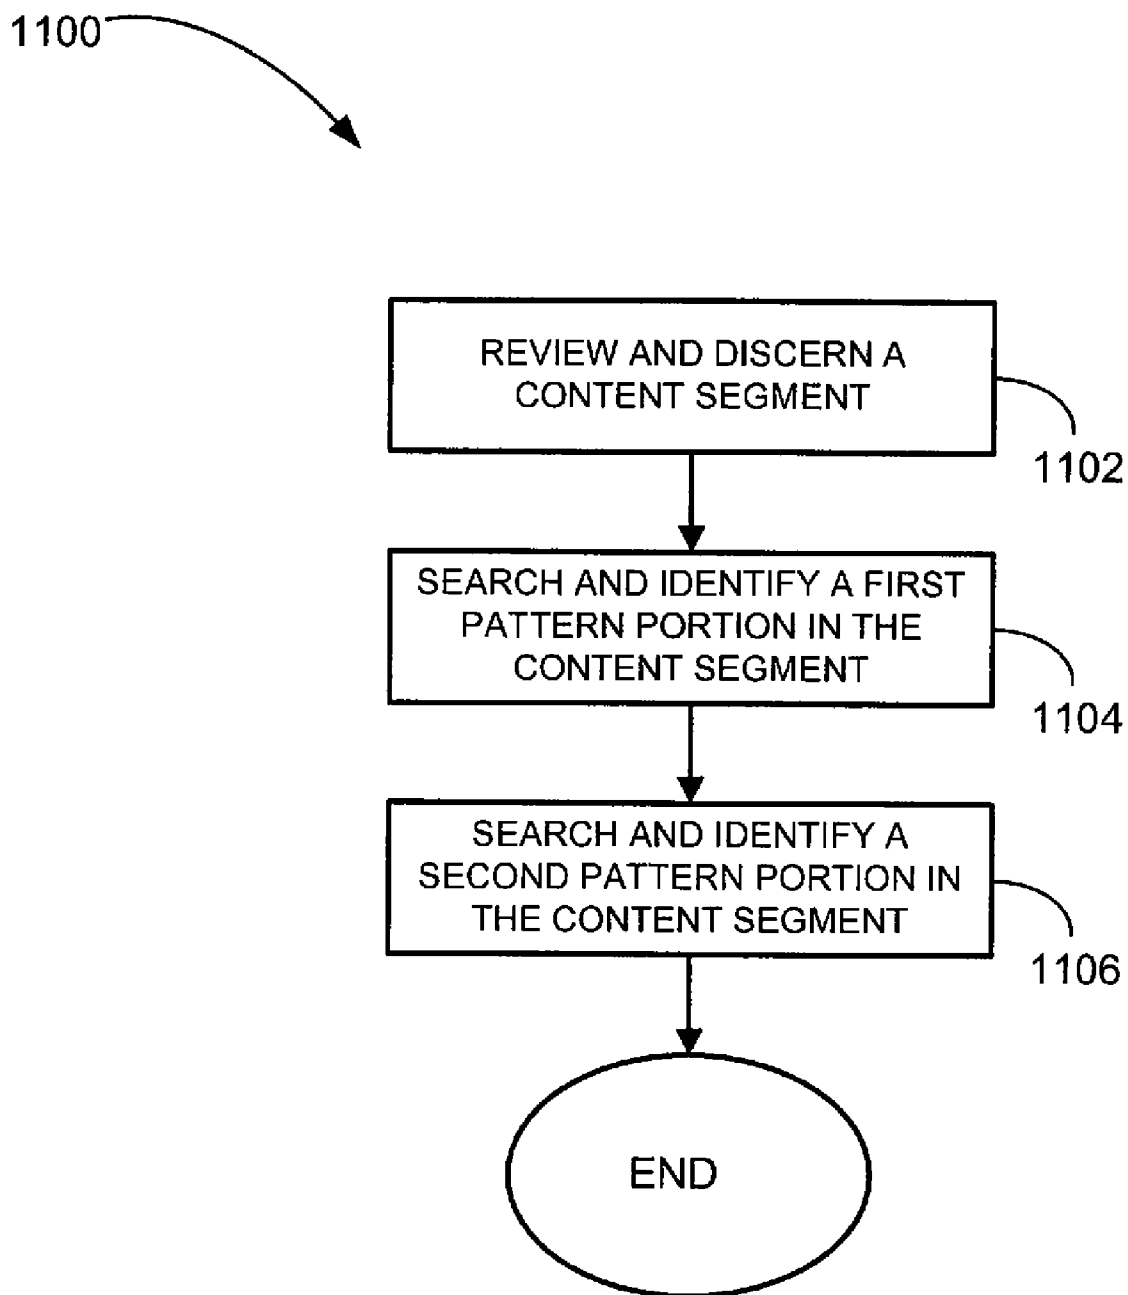 1100
REVIEW AND DISCERN A
CONTENT SEGMENT
1102
SEARCH AND IDENTIFY A FIRST
PATTERN PORTION IN THE
CONTENT SEGMENT
1104
SEARCH AND IDENTIFY A
SECOND PATTERN PORTION IN
THE CONTENT SEGMENT
1106
END